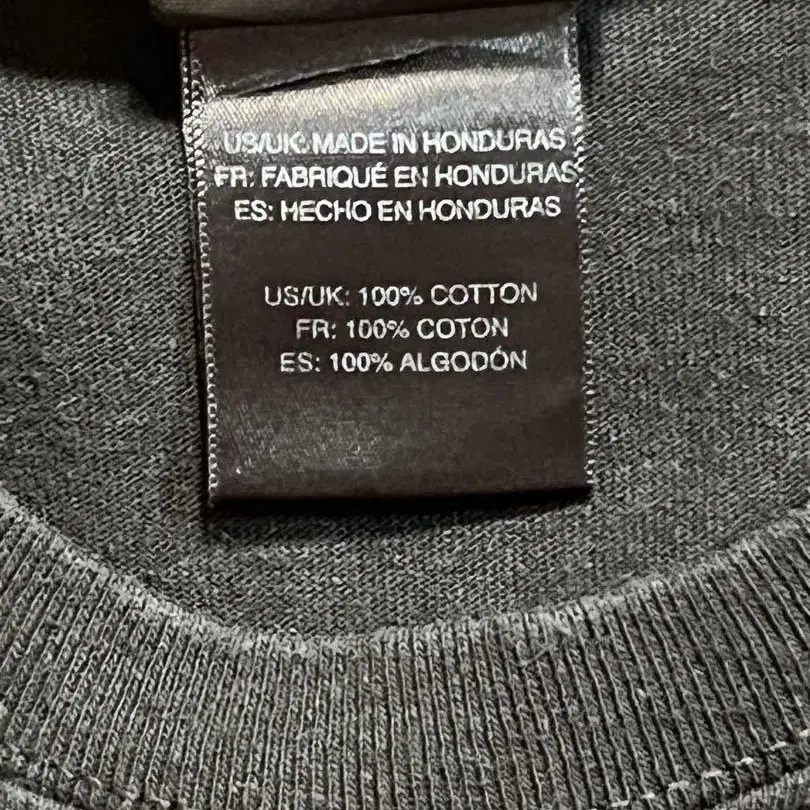 US/UK: MADE IN HONDURAS
FR: FABRIQUÉ EN HONDURAS
ES: HECHO EN HONDURAS
US/UK: 100% COTTON
FR: 100% COTON
ES: 100% ALGODÓN